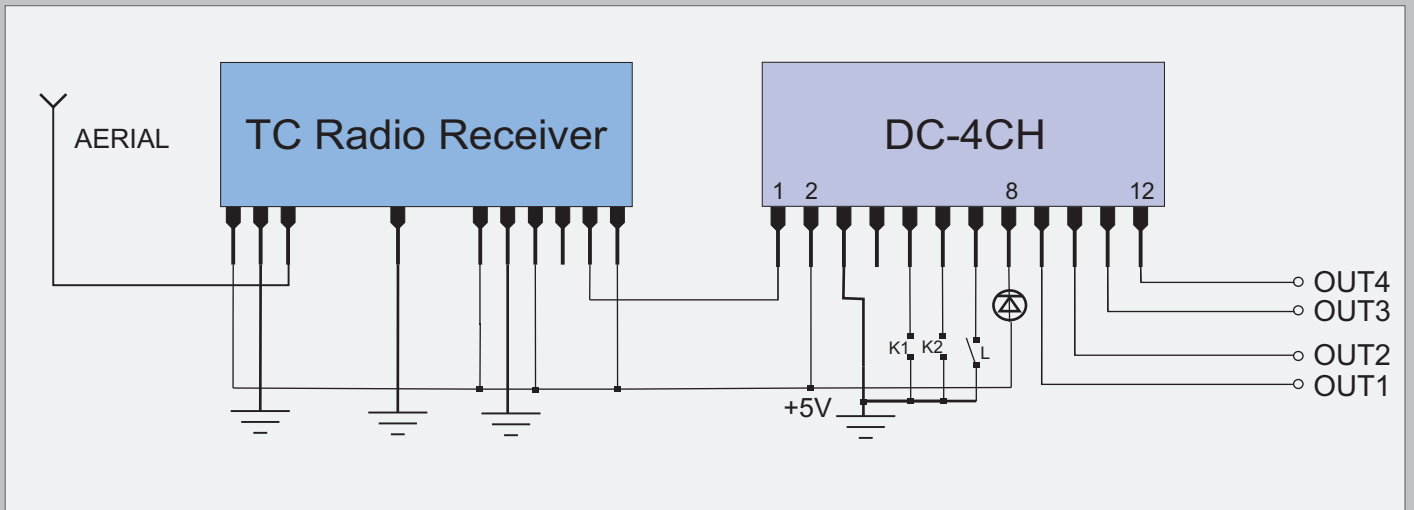 AERIAL
TC Radio Receiver
DC-4CH
1 2 8 12
K1 K2 L
+5V
OUT4
OUT3
OUT2
OUT1